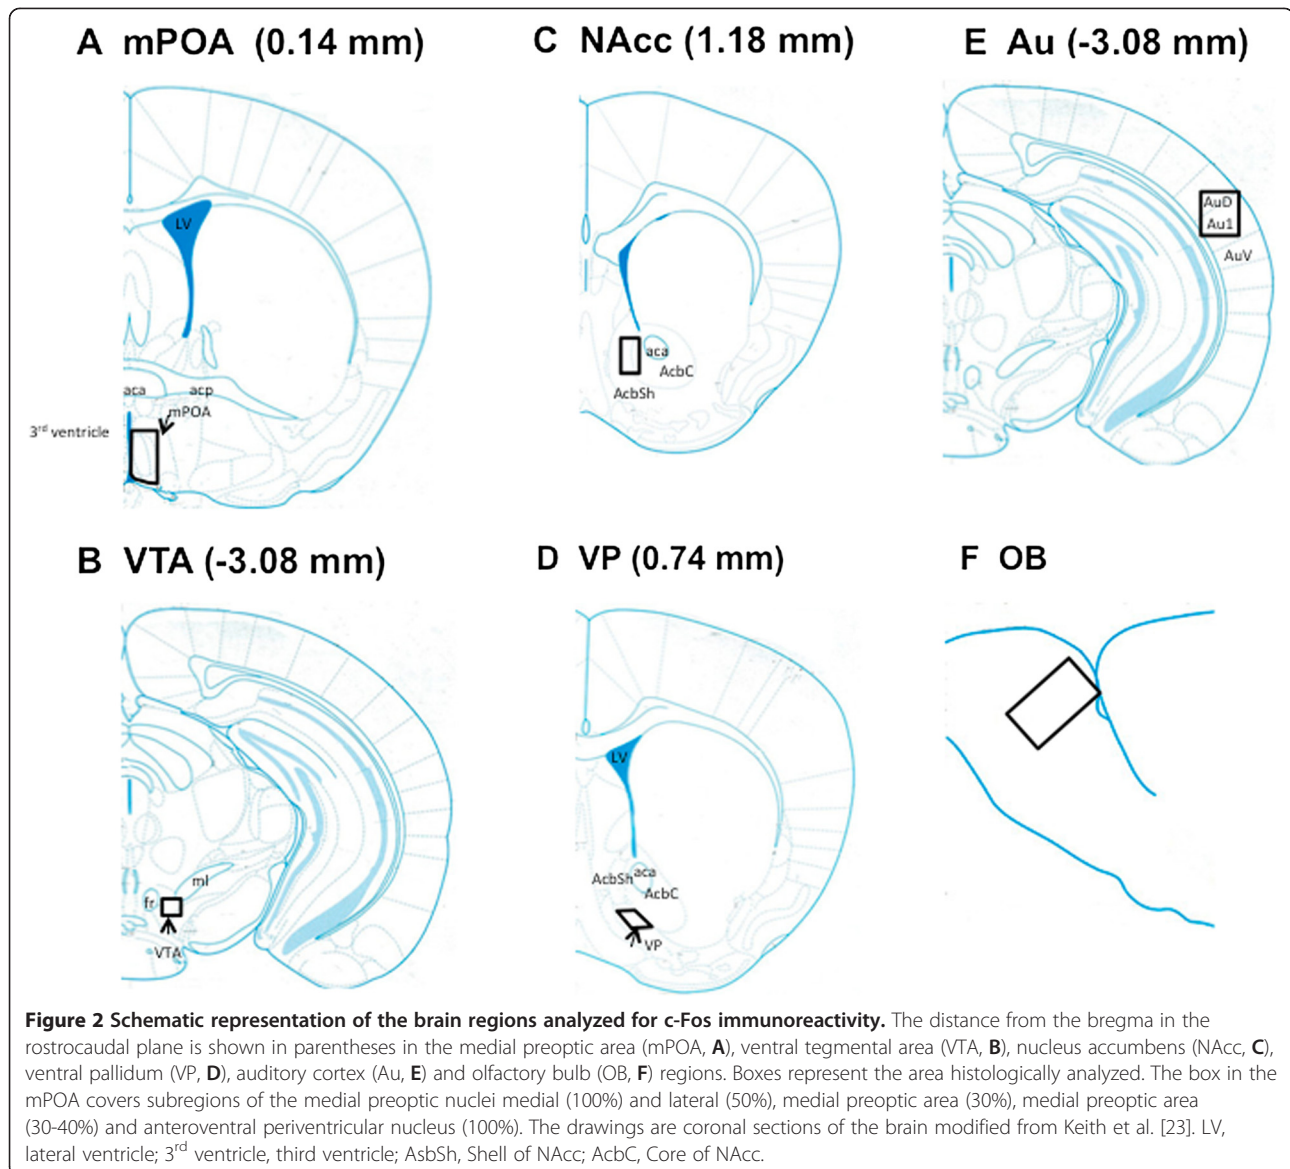 A mPOA (0.14 mm)
LV
aca
acp
mPOA
3rd ventricle
C NAcc (1.18 mm)
aca
AcbC
AcbSh
E Au (-3.08 mm)
AuD
Au1
AuV
B VTA (-3.08 mm)
ml
fr
VTA
D VP (0.74 mm)
LV
AcbSh
aca
AcbC
VP
F OB
Figure 2 Schematic representation of the brain regions analyzed for c-Fos immunoreactivity. The distance from the bregma in the
rostrocaudal plane is shown in parentheses in the medial preoptic area (mPOA, A), ventral tegmental area (VTA, B), nucleus accumbens (NAcc, C),
ventral pallidum (VP, D), auditory cortex (Au, E) and olfactory bulb (OB, F) regions. Boxes represent the area histologically analyzed. The box in the
mPOA covers subregions of the medial preoptic nuclei medial (100%) and lateral (50%), medial preoptic area (30%), medial preoptic area
(30-40%) and anteroventral periventricular nucleus (100%). The drawings are coronal sections of the brain modified from Keith et al. [23]. LV,
lateral ventricle; 3rd ventricle, third ventricle; AsbSh, Shell of NAcc; AcbC, Core of NAcc.